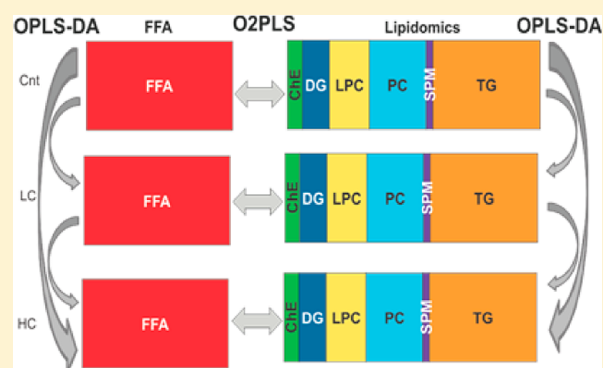 OPLS-DA FFA O2PLS Lipidomics OPLS-DA
Cnt FFA ChE DG LPC PC SPM TG
LC FFA ChE DG LPC PC SPM TG
HC FFA ChE DG LPC PC SPM TG